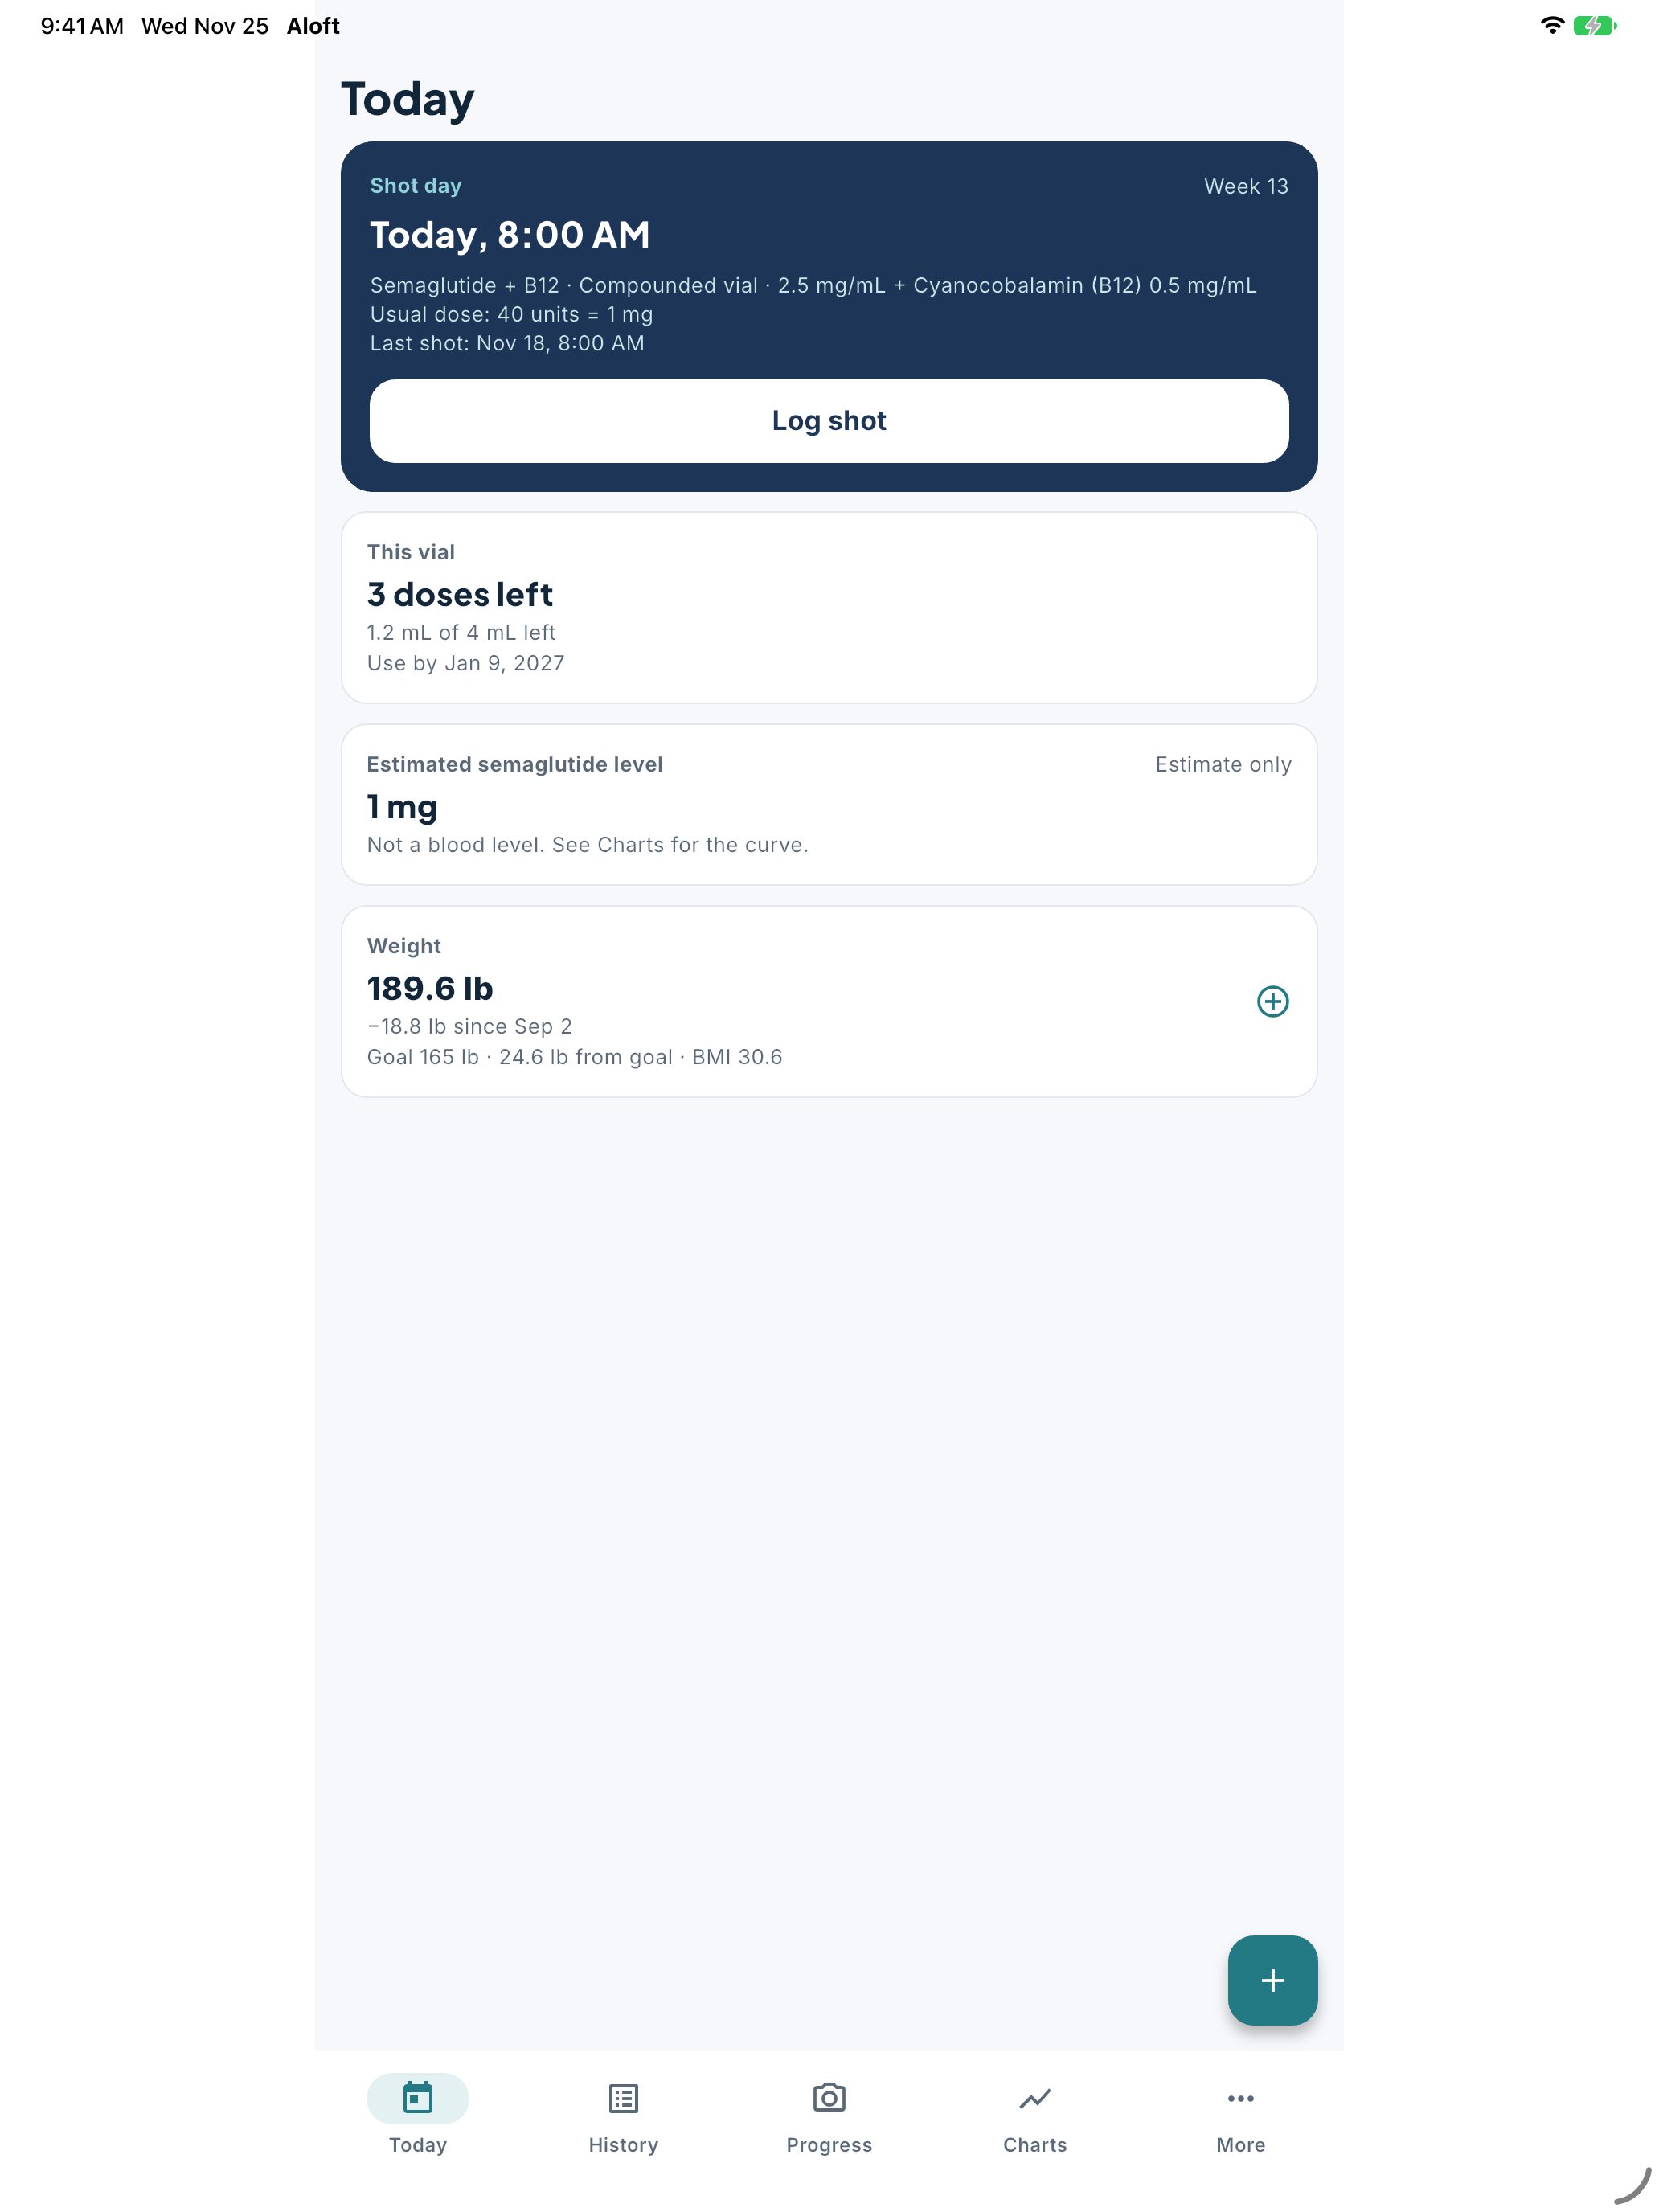 9:41 AM Wed Nov 25 Aloft
Today
Shot day
Week 13
Today, 8:00 AM
Semaglutide + B12 · Compounded vial · 2.5 mg/mL + Cyanocobalamin (B12) 0.5 mg/mL
Usual dose: 40 units = 1 mg
Last shot: Nov 18, 8:00 AM
Log shot
This vial
3 doses left
1.2 mL of 4 mL left
Use by Jan 9, 2027
Estimated semaglutide level
Estimate only
1 mg
Not a blood level. See Charts for the curve.
Weight
189.6 lb
−18.8 lb since Sep 2
Goal 165 lb · 24.6 lb from goal · BMI 30.6
Today
History
Progress
Charts
More